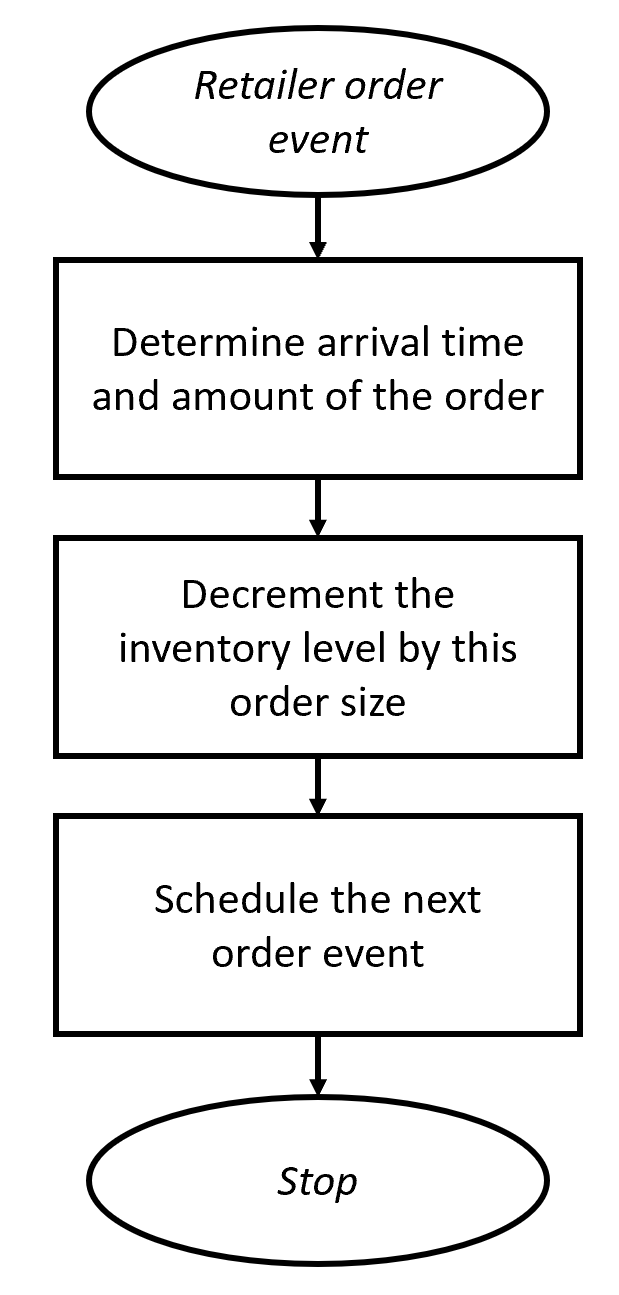 Retailer order
event
Determine arrival time
and amount of the order
Decrement the
inventory level by this
order size
Schedule the next
order event
Stop